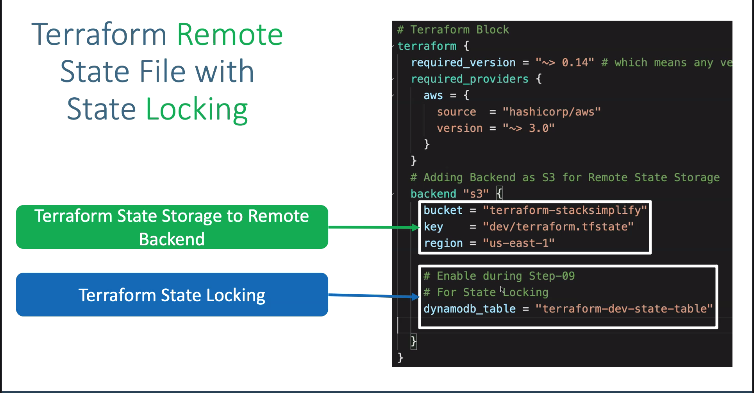 Terraform Remote
State File with
State Locking
Terraform State Storage to Remote
Backend
Terraform State Locking
# Terraform Block
terraform {
required_version = "~> 0.14" # which means any ve
required_providers {
aws = {
source = "hashicorp/aws"
version = "~> 3.0"
}
}
# Adding Backend as S3 for Remote State Storage
backend "s3" {
bucket = "terraform-stacksimplify"
key = "dev/terraform.tfstate"
region = "us-east-1"
# Enable during Step-09
# For State Locking
dynamodb_table = "terraform-dev-state-table"
}
}